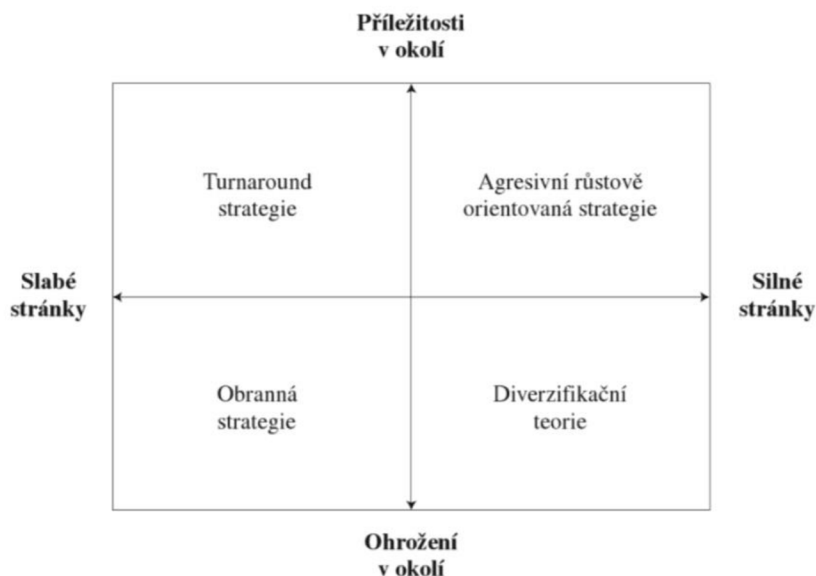 Příležitosti
v okolí
Turnaround
strategie
Agresivní růstově
orientovaná strategie
Slabé
stránky
Silné
stránky
Obranná
strategie
Diverzifikační
teorie
Ohrožení
v okolí